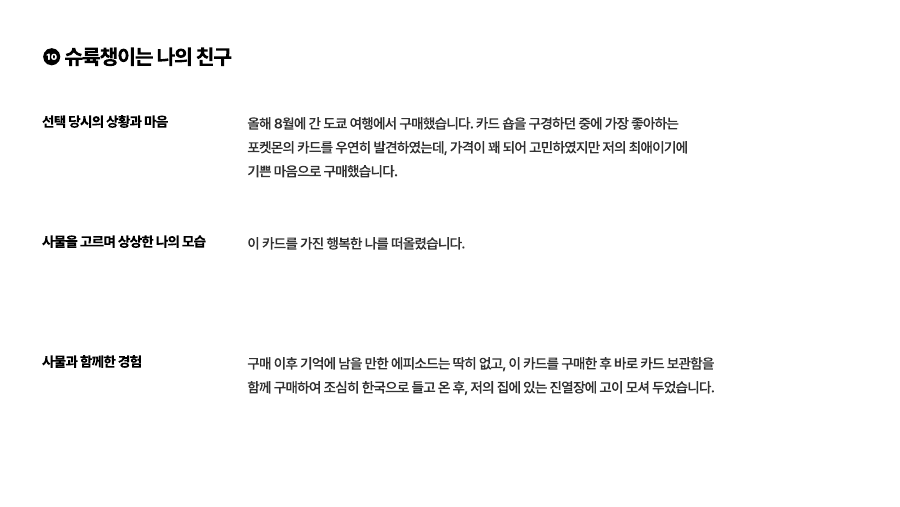 ❿ 슈륙챙이는 나의 친구
선택 당시의 상황과 마음
올해 8월에 간 도쿄 여행에서 구매했습니다. 카드 숍을 구경하던 중에 가장 좋아하는
포켓몬의 카드를 우연히 발견하였는데, 가격이 꽤 되어 고민하였지만 저의 최애이기에
기쁜 마음으로 구매했습니다.
사물을 고르며 상상한 나의 모습
이 카드를 가진 행복한 나를 떠올렸습니다.
사물과 함께한 경험
구매 이후 기억에 남을 만한 에피소드는 딱히 없고, 이 카드를 구매한 후 바로 카드 보관함을
함께 구매하여 조심히 한국으로 들고 온 후, 저의 집에 있는 진열장에 고이 모셔 두었습니다.